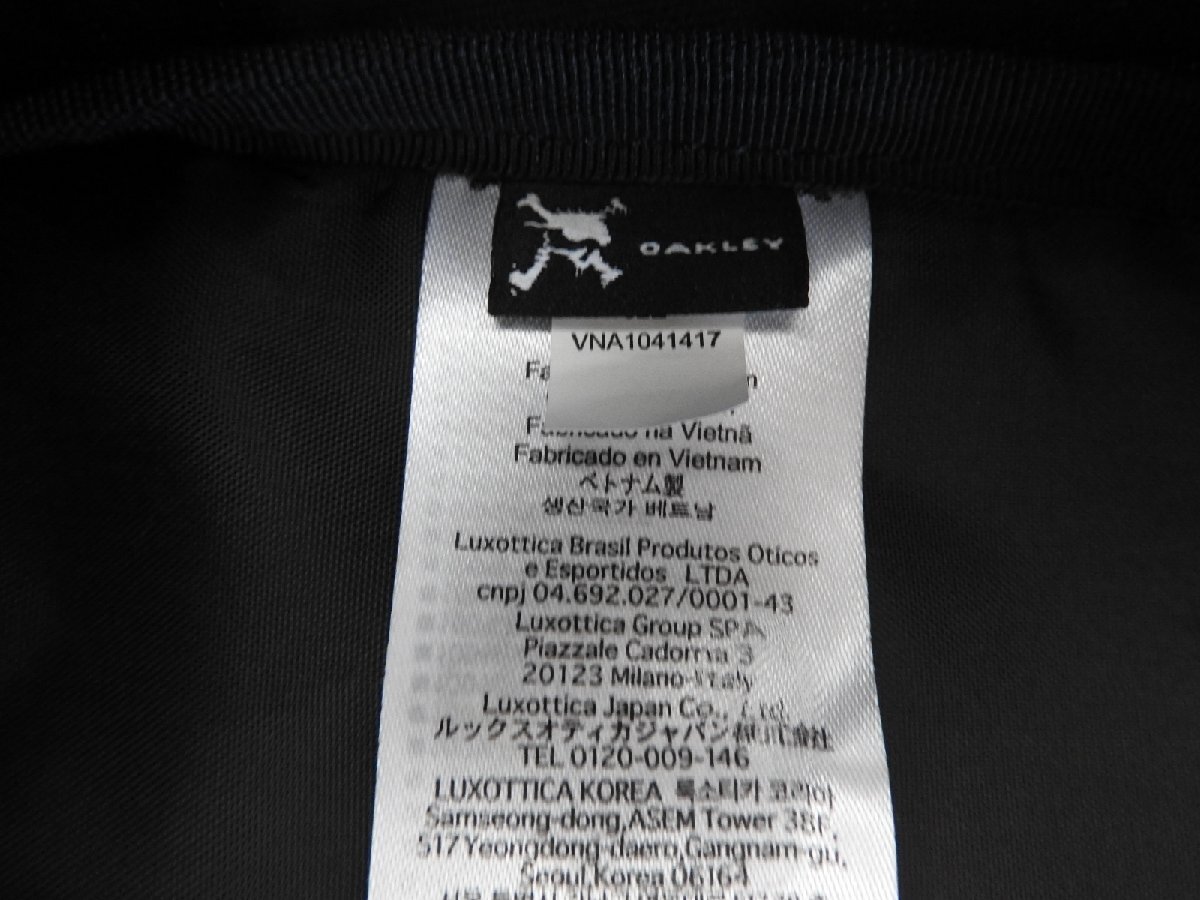 OAKLEY
VNA1041417
Fabricado na Vietnã
Fabricado en Vietnam
ベトナム製
생산국가 베트남
Luxottica Brasil Produtos Oticos
e Esportidos LTDA
cnpj 04.692.027/0001-43
Luxottica Group SPA
Piazzale Cadorna 3
20123 Milano-Italy
Luxottica Japan Co., Ltd.
ルックスオティカジャパン株式会社
TEL 0120-009-146
LUXOTTICA KOREA 룩소티카 코리아
Samseong-dong,ASEM Tower 38F,
517Yeongdong-daero,Gangnam-gu,
Seoul,Korea 06164